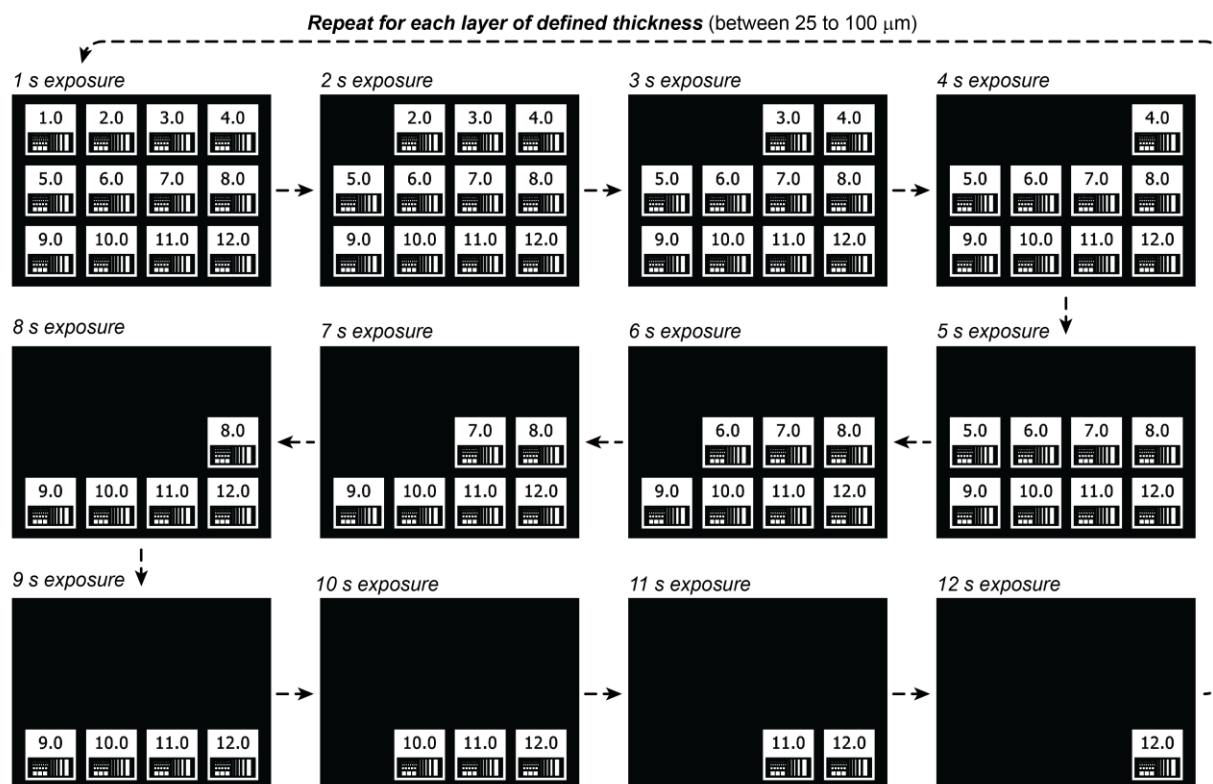 Repeat for each layer of defined thickness (between 25 to 100 μm)
1 s exposure
1.0 2.0 3.0 4.0
5.0 6.0 7.0 8.0
9.0 10.0 11.0 12.0
2 s exposure
2.0 3.0 4.0
5.0 6.0 7.0 8.0
9.0 10.0 11.0 12.0
3 s exposure
3.0 4.0
5.0 6.0 7.0 8.0
9.0 10.0 11.0 12.0
4 s exposure
4.0
5.0 6.0 7.0 8.0
9.0 10.0 11.0 12.0
8 s exposure
8.0
9.0 10.0 11.0 12.0
7 s exposure
7.0 8.0
9.0 10.0 11.0 12.0
6 s exposure
6.0 7.0 8.0
9.0 10.0 11.0 12.0
5 s exposure
5.0 6.0 7.0 8.0
9.0 10.0 11.0 12.0
9 s exposure
9.0 10.0 11.0 12.0
10 s exposure
10.0 11.0 12.0
11 s exposure
11.0 12.0
12 s exposure
12.0